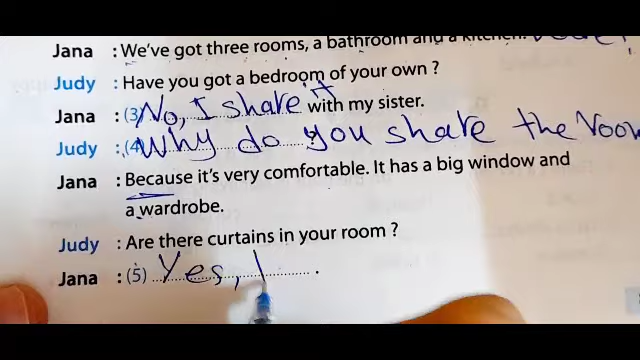 Jana : We've got three rooms, a bathroom and a kitchen.
Judy : Have you got a bedroom of your own ?
Jana : (3) No, I share it with my sister.
Judy : (4) Why do you share the room
Jana : Because it's very comfortable. It has a big window and
a wardrobe.
Judy : Are there curtains in your room ?
Jana : (5) Yes, .